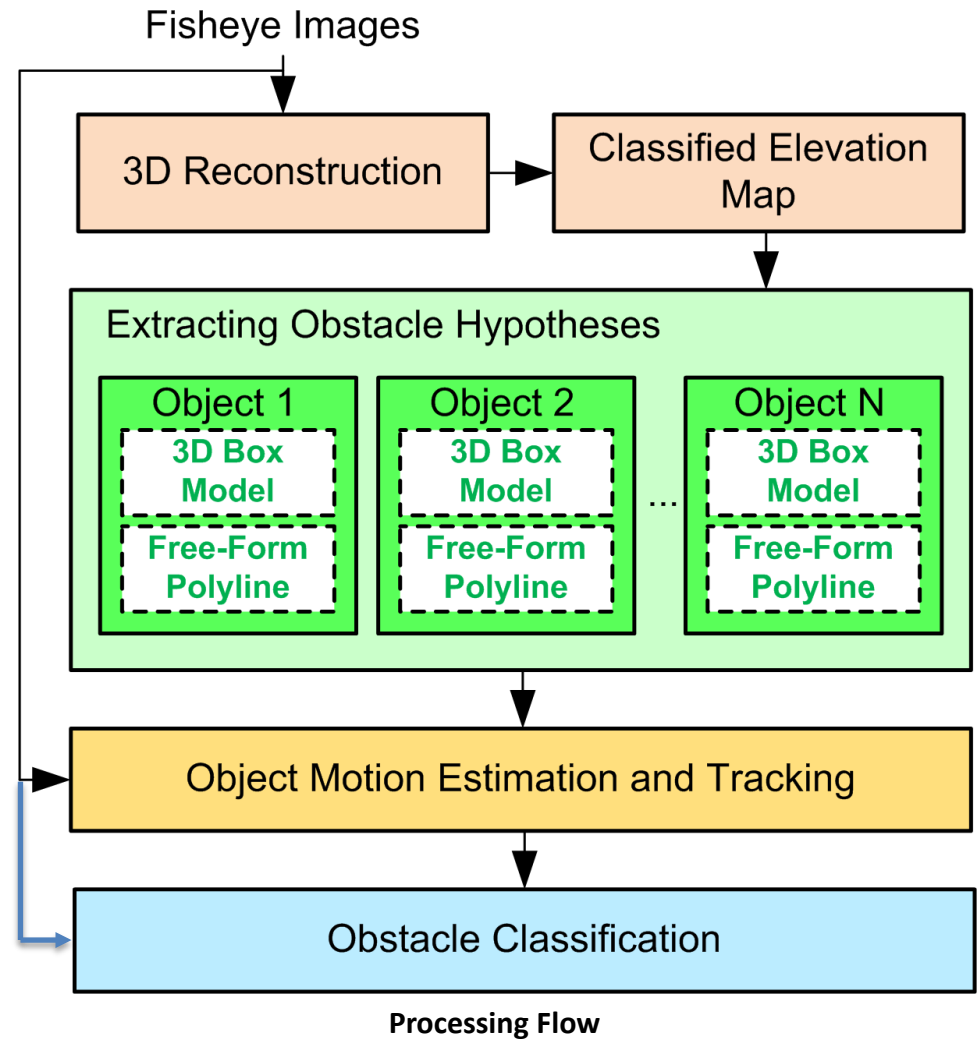 Fisheye Images
3D Reconstruction
Classified Elevation
Map
Extracting Obstacle Hypotheses
Object 1
3D Box
Model
Free-Form
Polyline
Object 2
3D Box
Model
Free-Form
Polyline
...
Object N
3D Box
Model
Free-Form
Polyline
Object Motion Estimation and Tracking
Obstacle Classification
Processing Flow